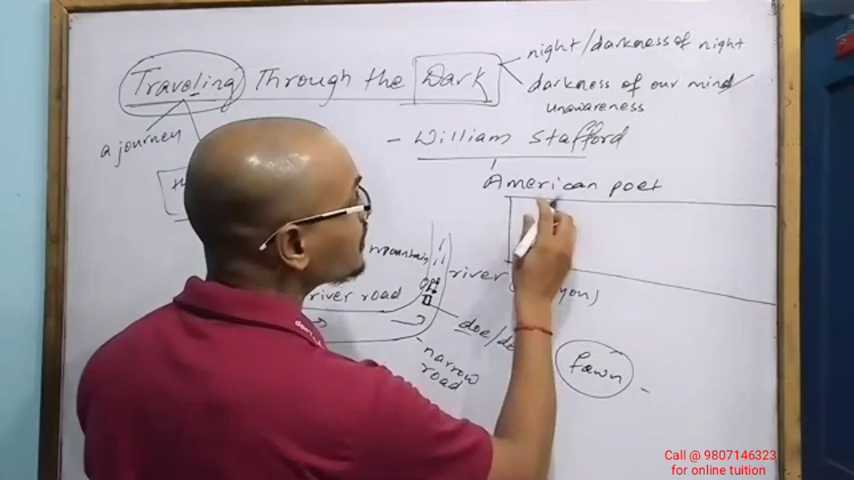 Traveling Through the Dark
night/darkness of night
darkness of our mind
unawareness
a journey
- William Stafford
American poet
mountain
river
river road
doe/
narrow
road
fawn
Call @ 9807146323
for online tuition